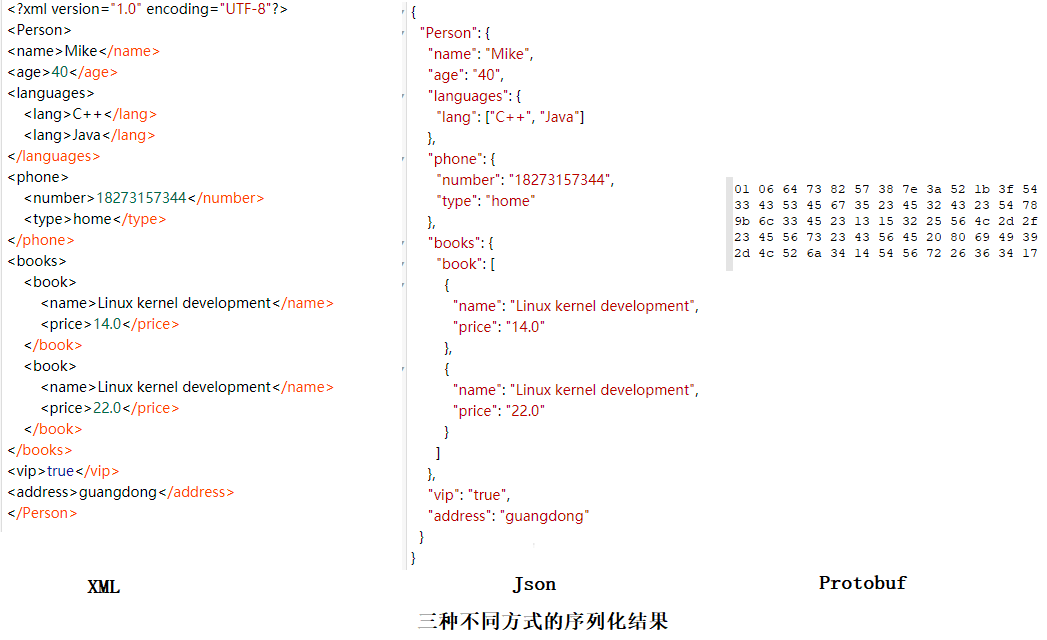 <?xml version="1.0" encoding="UTF-8"?>
<Person>
<name>Mike</name>
<age>40</age>
<languages>
<lang>C++</lang>
<lang>Java</lang>
</languages>
<phone>
<number>18273157344</number>
<type>home</type>
</phone>
<books>
<book>
<name>Linux kernel development</name>
<price>14.0</price>
</book>
<book>
<name>Linux kernel development</name>
<price>22.0</price>
</book>
</books>
<vip>true</vip>
<address>guangdong</address>
</Person>
XML
{
"Person": {
"name": "Mike",
"age": "40",
"languages": {
"lang": ["C++", "Java"]
},
"phone": {
"number": "18273157344",
"type": "home"
},
"books": {
"book": [
{
"name": "Linux kernel development",
"price": "14.0"
},
{
"name": "Linux kernel development",
"price": "22.0"
}
]
},
"vip": "true",
"address": "guangdong"
}
}
Json
01 06 64 73 82 57 38 7e 3a 52 1b 3f 54
33 43 53 45 67 35 23 45 32 43 23 54 78
9b 6c 33 45 23 13 15 32 25 56 4c 2d 2f
23 45 56 73 23 43 56 45 20 80 69 49 39
2d 4c 52 6a 34 14 54 56 72 26 36 34 17
Protobuf
三种不同方式的序列化结果